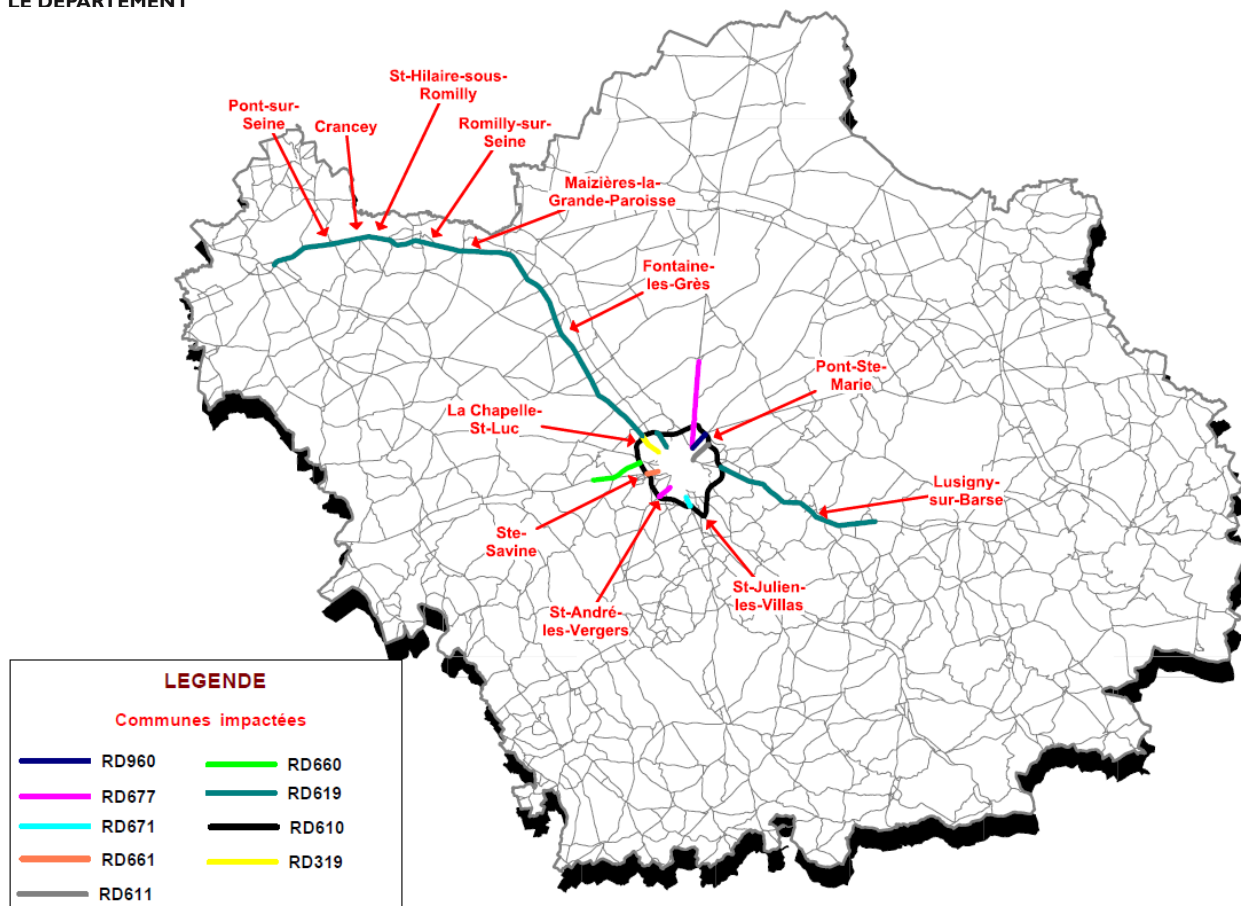 LE DEPARTEMENT
St-Hilaire-sous-
Romilly
Pont-sur-
Seine
Crancey
Romilly-sur-
Seine
Maizières-la-
Grande-Paroisse
Fontaine-
les-Grès
Pont-Ste-
Marie
La Chapelle-
St-Luc
Lusigny-
sur-Barse
Ste-
Savine
St-Julien-
les-Villas
St-André-
les-Vergers
LEGENDE
Communes impactées
RD960
RD660
RD677
RD619
RD671
RD610
RD661
RD319
RD611